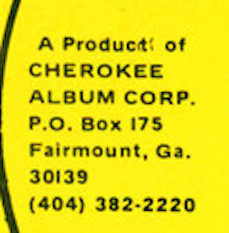 A Product of
CHEROKEE
ALBUM CORP.
P.O. Box 175
Fairmount, Ga.
30139
(404) 382-2220